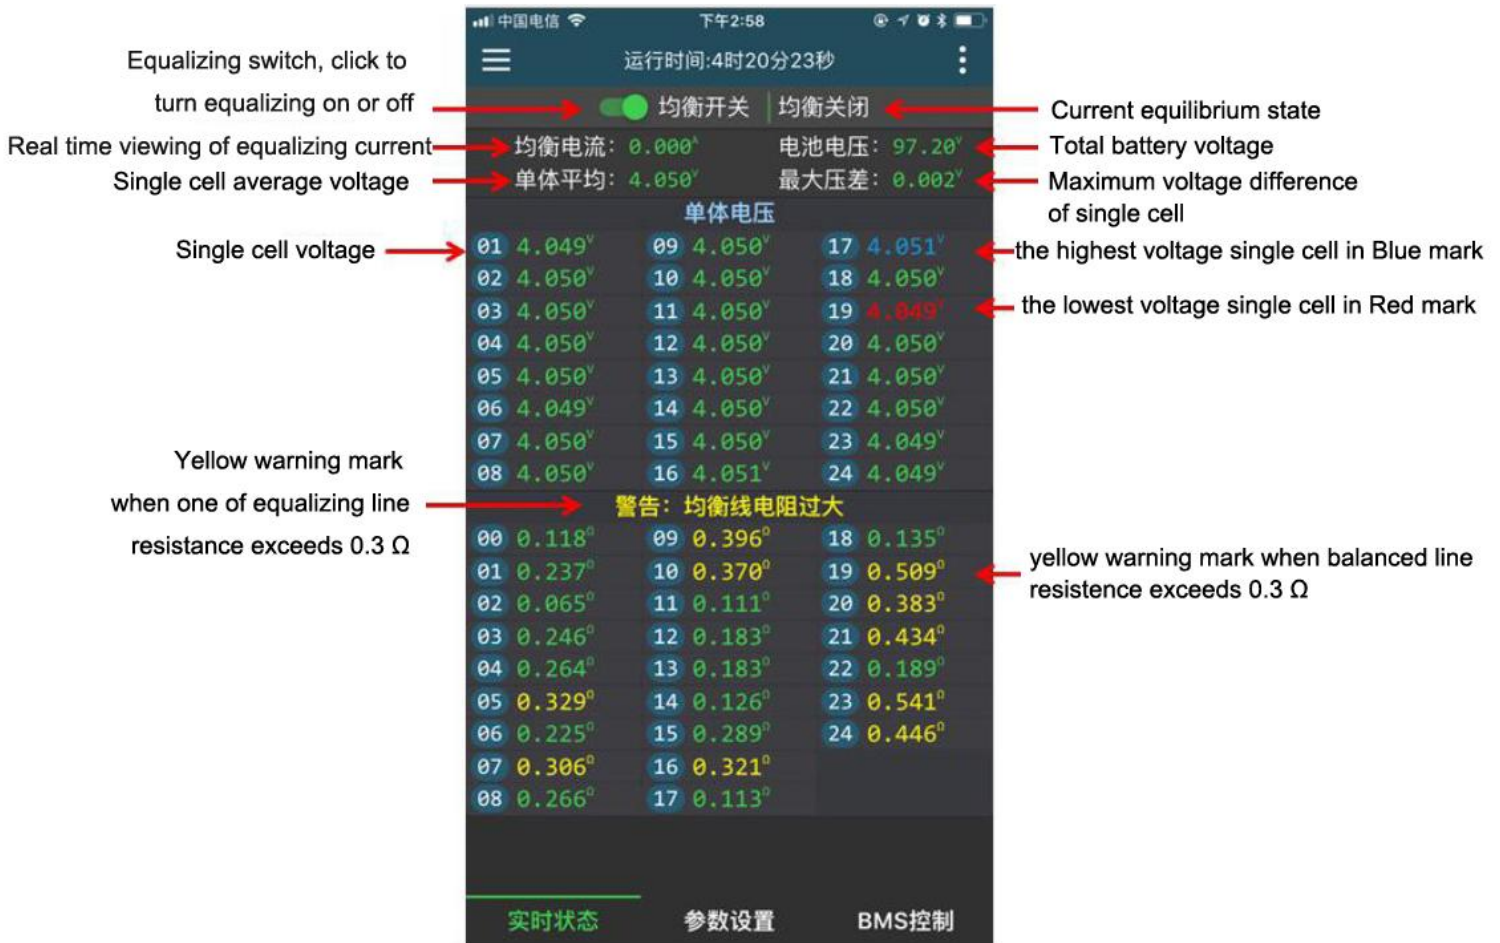 中国电信 下午2:58
运行时间:4时20分23秒
Equalizing switch, click to
turn equalizing on or off
均衡开关 均衡关闭
Current equilibrium state
Real time viewing of equalizing current
均衡电流: 0.000A 电池电压: 97.20V
Total battery voltage
Single cell average voltage
单体平均: 4.050V 最大压差: 0.002V
Maximum voltage difference
of single cell
单体电压
Single cell voltage
01 4.049V 09 4.050V 17 4.051V
the highest voltage single cell in Blue mark
02 4.050V 10 4.050V 18 4.050V
03 4.050V 11 4.050V 19 4.049V
the lowest voltage single cell in Red mark
04 4.050V 12 4.050V 20 4.050V
05 4.050V 13 4.050V 21 4.050V
06 4.049V 14 4.050V 22 4.050V
07 4.050V 15 4.050V 23 4.049V
08 4.050V 16 4.051V 24 4.049V
Yellow warning mark
when one of equalizing line
resistance exceeds 0.3 Ω
警告: 均衡线电阻过大
00 0.118Ω 09 0.396Ω 18 0.135Ω
01 0.237Ω 10 0.370Ω 19 0.509Ω
yellow warning mark when balanced line
resistence exceeds 0.3 Ω
02 0.065Ω 11 0.111Ω 20 0.383Ω
03 0.246Ω 12 0.183Ω 21 0.434Ω
04 0.264Ω 13 0.183Ω 22 0.189Ω
05 0.329Ω 14 0.126Ω 23 0.541Ω
06 0.225Ω 15 0.289Ω 24 0.446Ω
07 0.306Ω 16 0.321Ω
08 0.266Ω 17 0.113Ω
实时状态 参数设置 BMS控制